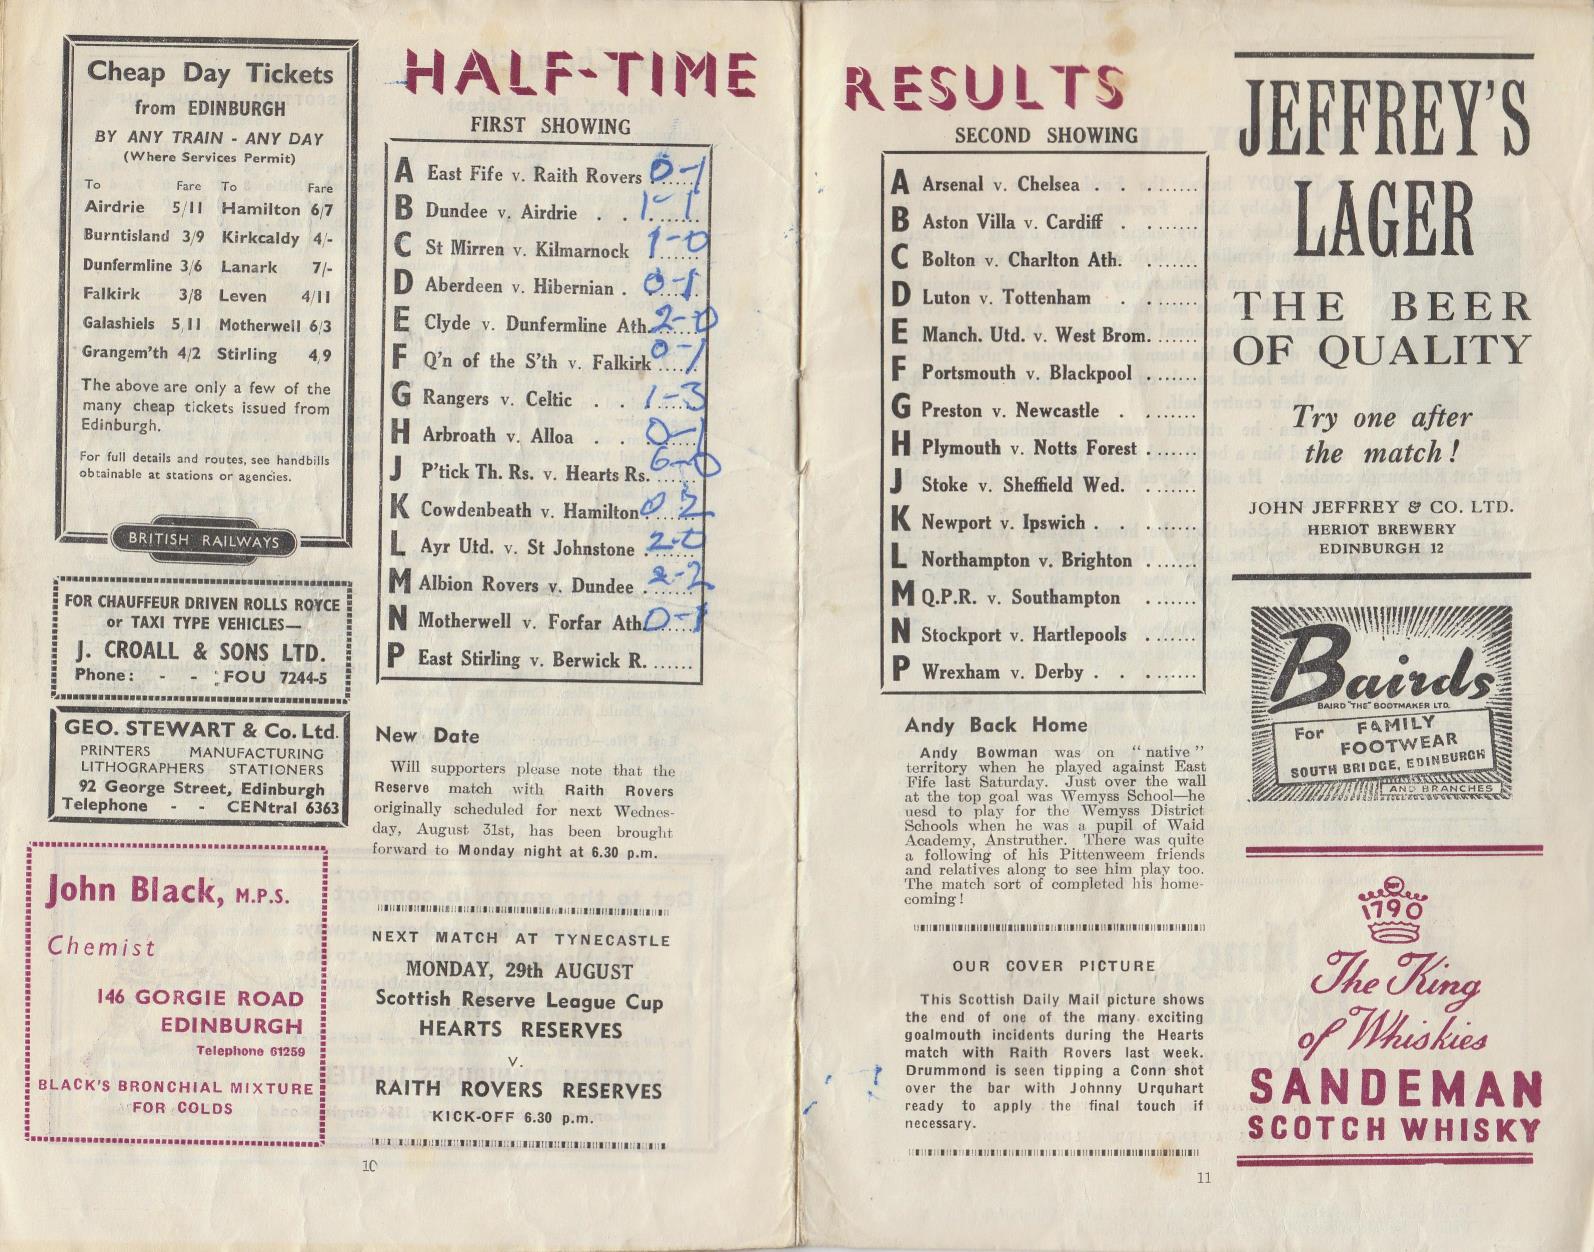 Cheap Day Tickets
from EDINBURGH
BY ANY TRAIN - ANY DAY
(Where Services Permit)
To Fare To Fare
Airdrie 5/11 Hamilton 6/7
Burntisland 3/9 Kirkcaldy 4/-
Dunfermline 3/6 Lanark 7/-
Falkirk 3/8 Leven 4/11
Galashiels 5/11 Motherwell 6/3
Grangem'th 4/2 Stirling 4/9
The above are only a few of the
many cheap tickets issued from
Edinburgh.
For full details and routes, see handbills
obtainable at stations or agencies.
BRITISH RAILWAYS
FOR CHAUFFEUR DRIVEN ROLLS ROYCE
or TAXI TYPE VEHICLES—
J. CROALL & SONS LTD.
Phone: - - FOU 7244-5
GEO. STEWART & Co. Ltd.
PRINTERS MANUFACTURING
LITHOGRAPHERS STATIONERS
92 George Street, Edinburgh
Telephone - - CENtral 6363
John Black, M.P.S.
Chemist
146 GORGIE ROAD
EDINBURGH
Telephone 61259
BLACK'S BRONCHIAL MIXTURE
FOR COLDS
HALF-TIME
FIRST SHOWING
A East Fife v. Raith Rovers 0-1
B Dundee v. Airdrie . . 1-1
C St Mirren v. Kilmarnock 1-0
D Aberdeen v. Hibernian . 0-1
E Clyde v. Dunfermline Ath. 2-0
F Q'n of the S'th v. Falkirk 0-1
G Rangers v. Celtic . . 1-3
H Arbroath v. Alloa . . 0-1
J P'tick Th. Rs. v. Hearts Rs. 6-0
K Cowdenbeath v. Hamilton 0 2
L Ayr Utd. v. St Johnstone 2-0
M Albion Rovers v. Dundee 2-2
N Motherwell v. Forfar Ath. 0-1
P East Stirling v. Berwick R. ......
New Date
Will supporters please note that the
Reserve match with Raith Rovers
originally scheduled for next Wednes-
day, August 31st, has been brought
forward to Monday night at 6.30 p.m.
NEXT MATCH AT TYNECASTLE
MONDAY, 29th AUGUST
Scottish Reserve League Cup
HEARTS RESERVES
v.
RAITH ROVERS RESERVES
KICK-OFF 6.30 p.m.
10
RESULTS
SECOND SHOWING
A Arsenal v. Chelsea . . .......
B Aston Villa v. Cardiff . .......
C Bolton v. Charlton Ath. .......
D Luton v. Tottenham . .......
E Manch. Utd. v. West Brom. ......
F Portsmouth v. Blackpool .......
G Preston v. Newcastle . .......
H Plymouth v. Notts Forest .......
J Stoke v. Sheffield Wed. .......
K Newport v. Ipswich . . .......
L Northampton v. Brighton .......
M Q.P.R. v. Southampton .......
N Stockport v. Hartlepools .......
P Wrexham v. Derby . . .......
Andy Back Home
Andy Bowman was on "native"
territory when he played against East
Fife last Saturday. Just over the wall
at the top goal was Wemyss School—he
uesd to play for the Wemyss District
Schools when he was a pupil of Waid
Academy, Anstruther. There was quite
a following of his Pittenweem friends
and relatives along to see him play too.
The match sort of completed his home-
coming!
OUR COVER PICTURE
This Scottish Daily Mail picture shows
the end of one of the many exciting
goalmouth incidents during the Hearts
match with Raith Rovers last week.
Drummond is seen tipping a Conn shot
over the bar with Johnny Urquhart
ready to apply the final touch if
necessary.
11
JEFFREY'S
LAGER
THE BEER
OF QUALITY
Try one after
the match!
JOHN JEFFREY & CO. LTD.
HERIOT BREWERY
EDINBURGH 12
Bairds
BAIRD "THE" BOOTMAKER LTD.
For FAMILY
FOOTWEAR
SOUTH BRIDGE, EDINBURGH
AND BRANCHES
1790
The King
of Whiskies
SANDEMAN
SCOTCH WHISKY